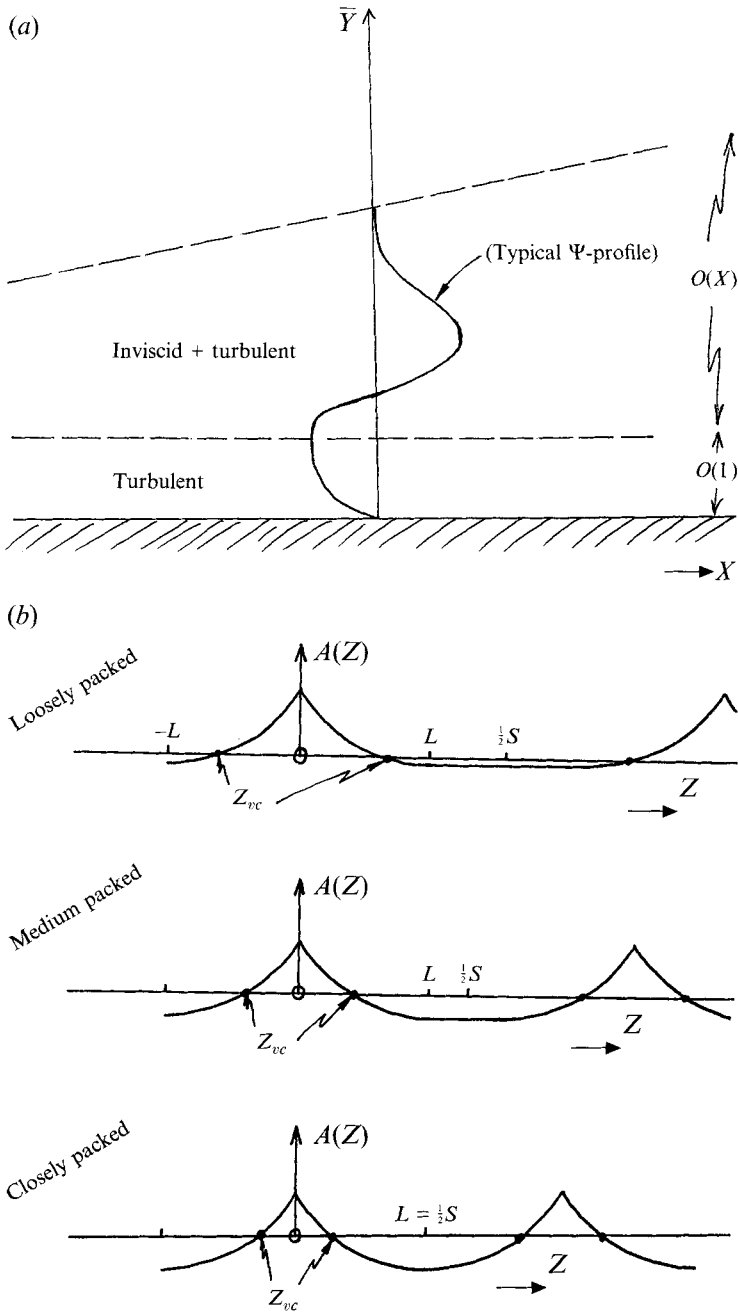 (a)
Y̅
(Typical Ψ-profile)
O(X)
Inviscid + turbulent
Turbulent
O(1)
X
(b)
Loosely packed
A(Z)
−L
L
½S
Z_vc
Z
Medium packed
A(Z)
L
½S
Z_vc
Z
Closely packed
A(Z)
L = ½S
Z_vc
Z